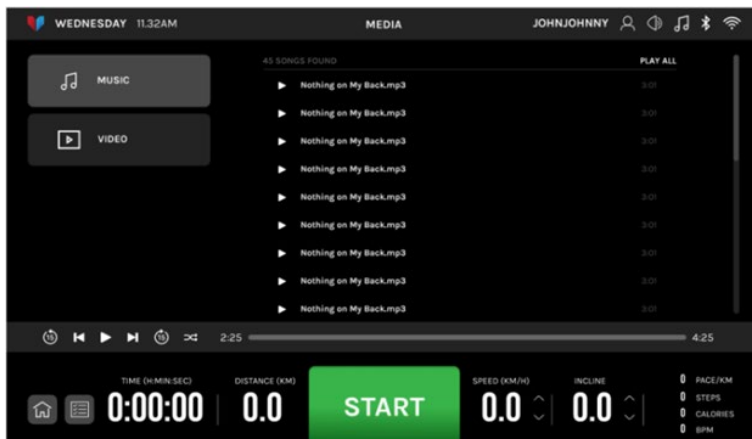 WEDNESDAY 11.32AM
MEDIA
JOHNJOHNNY
MUSIC
VIDEO
45 SONGS FOUND
PLAY ALL
Nothing on My Back.mp3 3:01
Nothing on My Back.mp3 3:01
Nothing on My Back.mp3 3:01
Nothing on My Back.mp3 3:01
Nothing on My Back.mp3 3:01
Nothing on My Back.mp3 3:01
Nothing on My Back.mp3 3:01
Nothing on My Back.mp3 3:01
Nothing on My Back.mp3 3:01
15
15
2:25
4:25
TIME (H:MIN:SEC)
0:00:00
DISTANCE (KM)
0.0
START
SPEED (KM/H)
0.0
INCLINE
0.0
0 PACE/KM
0 STEPS
0 CALORIES
0 BPM